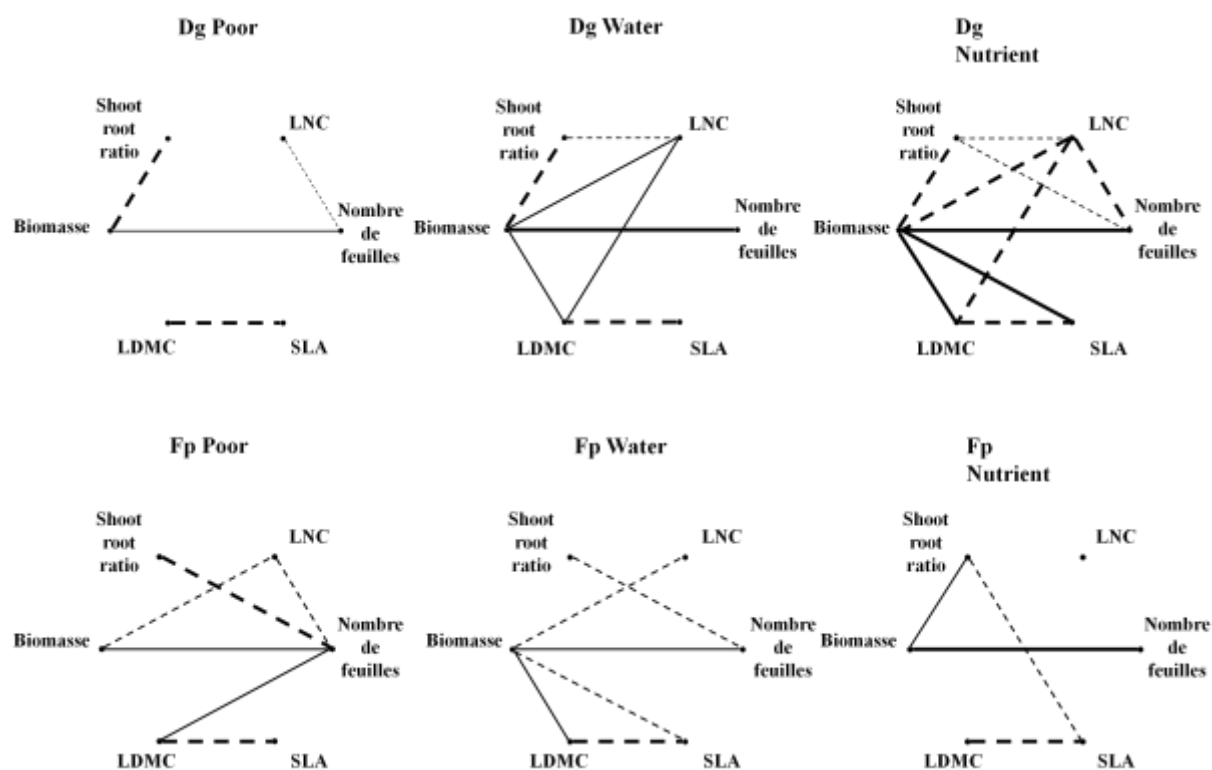 Dg Poor
Shoot
root
ratio
LNC
Biomasse
Nombre
de
feuilles
LDMC
SLA
Dg Water
Shoot
root
ratio
LNC
Biomasse
Nombre
de
feuilles
LDMC
SLA
Dg
Nutrient
Shoot
root
ratio
LNC
Biomasse
Nombre
de
feuilles
LDMC
SLA
Fp Poor
Shoot
root
ratio
LNC
Biomasse
Nombre
de
feuilles
LDMC
SLA
Fp Water
Shoot
root
ratio
LNC
Biomasse
Nombre
de
feuilles
LDMC
SLA
Fp
Nutrient
Shoot
root
ratio
LNC
Biomasse
Nombre
de
feuilles
LDMC
SLA